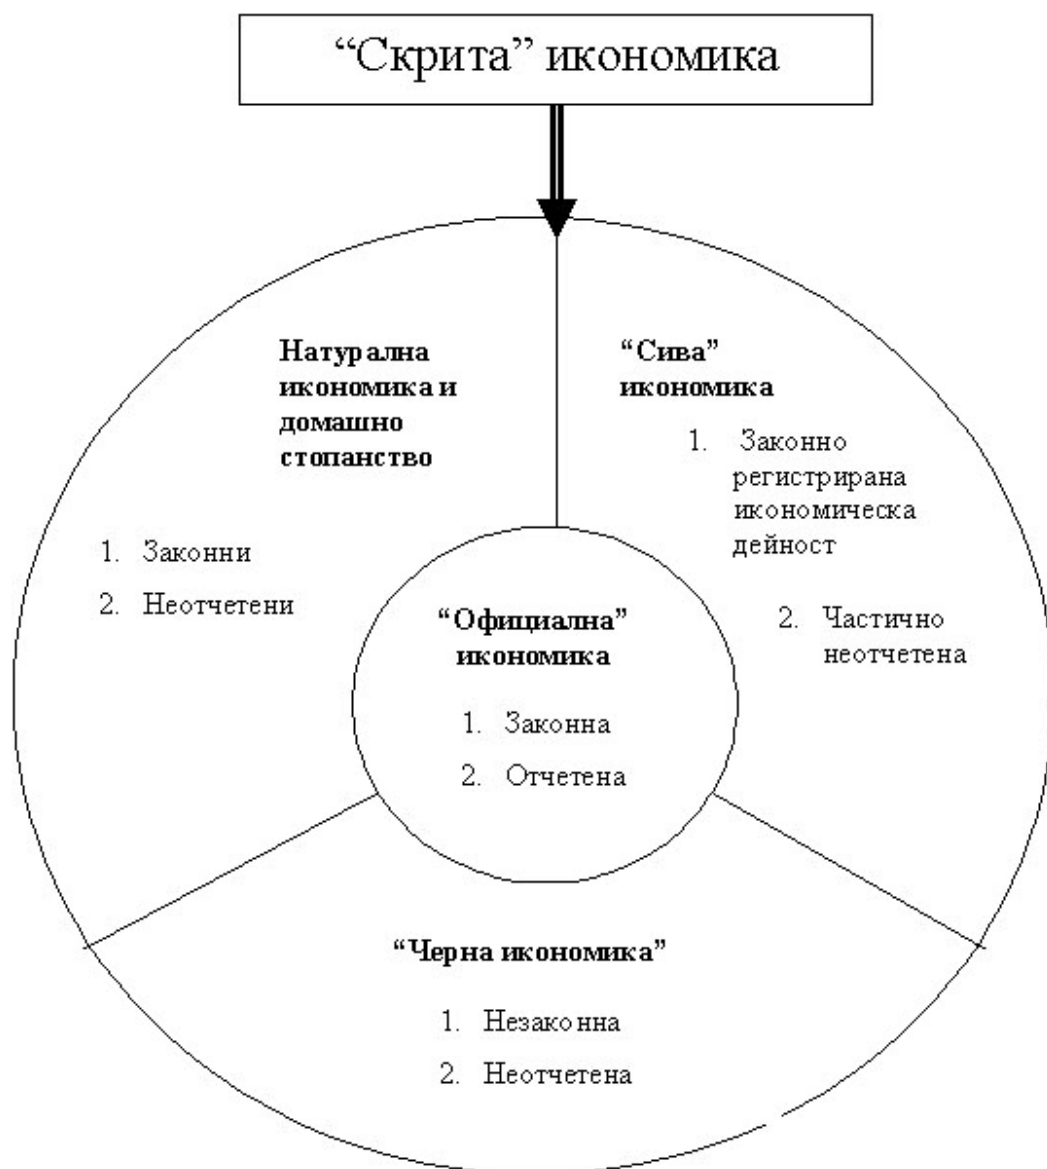 “Скрита” икономика
Натурална
икономика и
домашно
стопанство
1. Законни
2. Неотчетени
“Сива”
икономика
1. Законно
регистрирана
икономическа
дейност
2. Частично
неотчетена
“Официална”
икономика
1. Законна
2. Отчетена
“Черна икономика”
1. Незаконна
2. Неотчетена